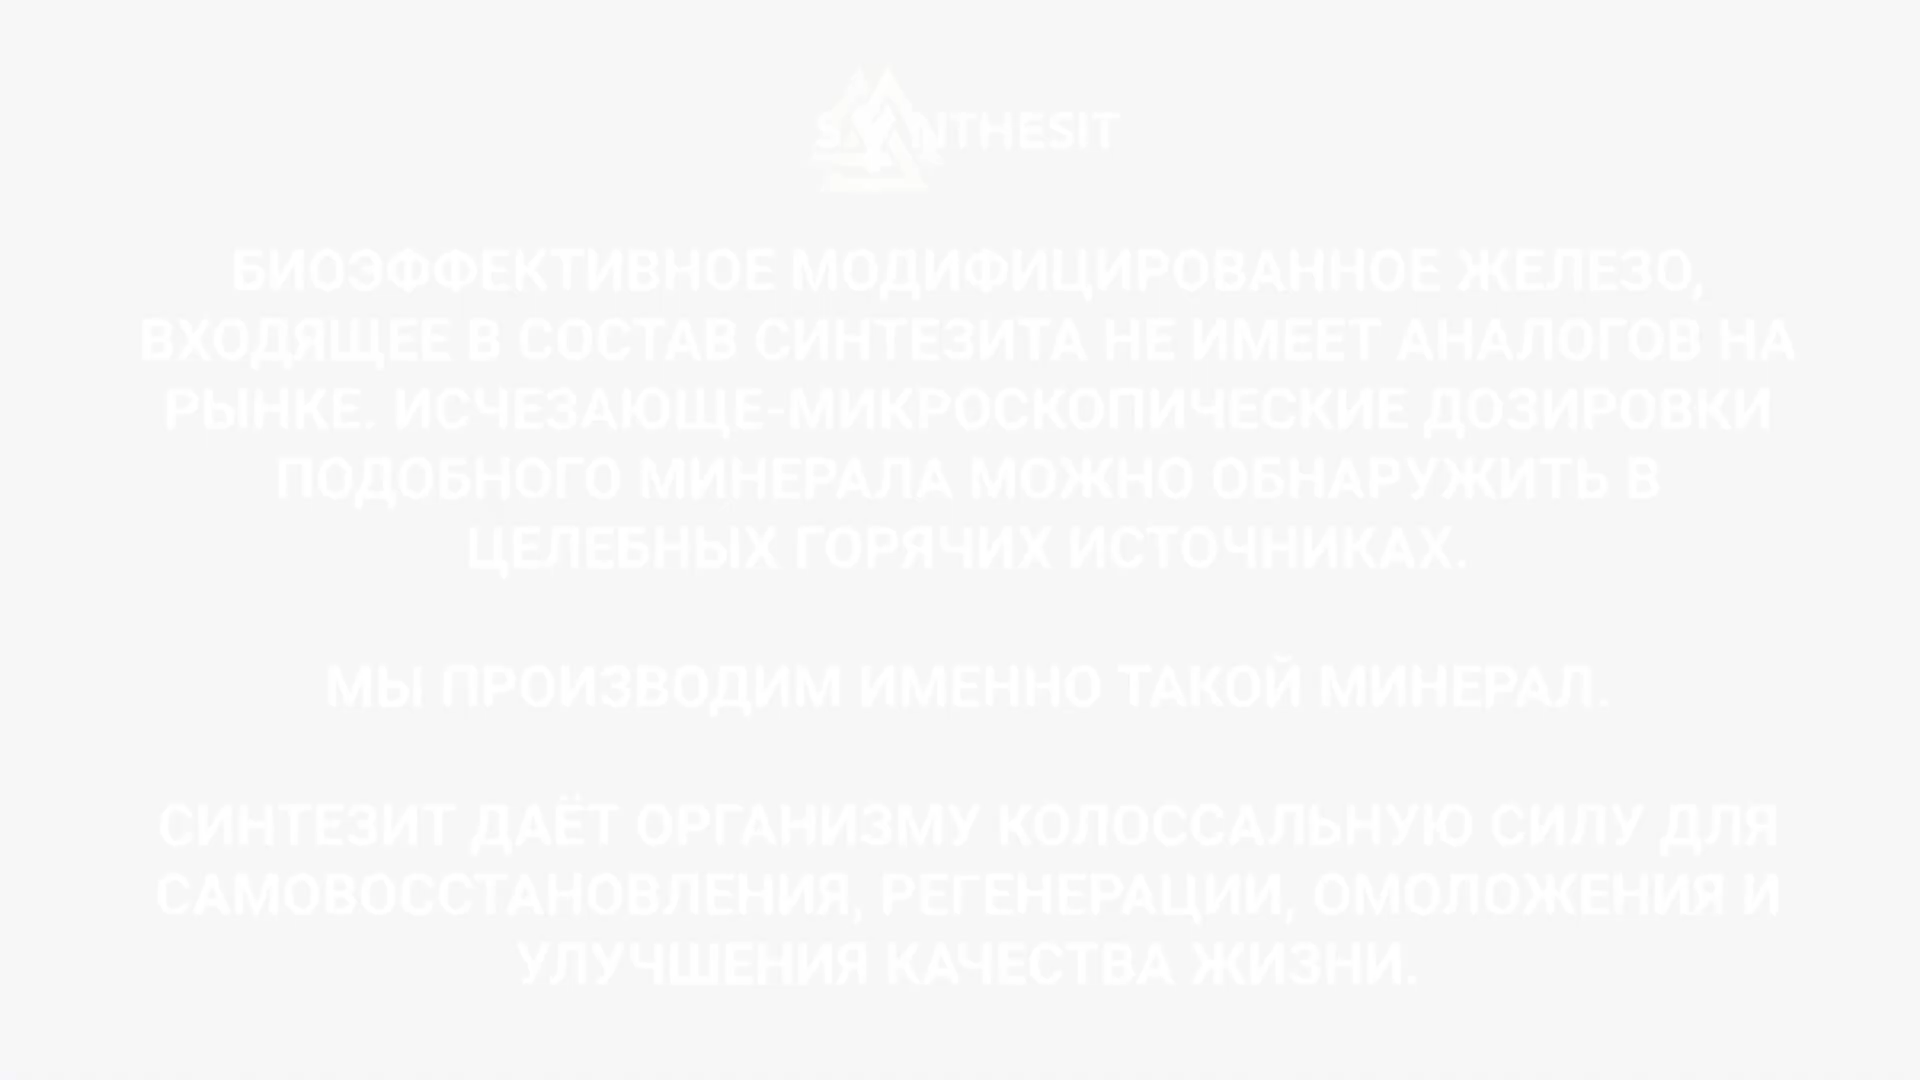 SYNTHESIT
БИОЭФФЕКТИВНОЕ МОДИФИЦИРОВАННОЕ ЖЕЛЕЗО,
ВХОДЯЩЕЕ В СОСТАВ СИНТЕЗИТА НЕ ИМЕЕТ АНАЛОГОВ НА
РЫНКЕ. ИСЧЕЗАЮЩЕ-МИКРОСКОПИЧЕСКИЕ ДОЗИРОВКИ
ПОДОБНОГО МИНЕРАЛА МОЖНО ОБНАРУЖИТЬ В
ЦЕЛЕБНЫХ ГОРЯЧИХ ИСТОЧНИКАХ.
МЫ ПРОИЗВОДИМ ИМЕННО ТАКОЙ МИНЕРАЛ.
СИНТЕЗИТ ДАЁТ ОРГАНИЗМУ КОЛОССАЛЬНУЮ СИЛУ ДЛЯ
САМОВОССТАНОВЛЕНИЯ, РЕГЕНЕРАЦИИ, ОМОЛОЖЕНИЯ И
УЛУЧШЕНИЯ КАЧЕСТВА ЖИЗНИ.